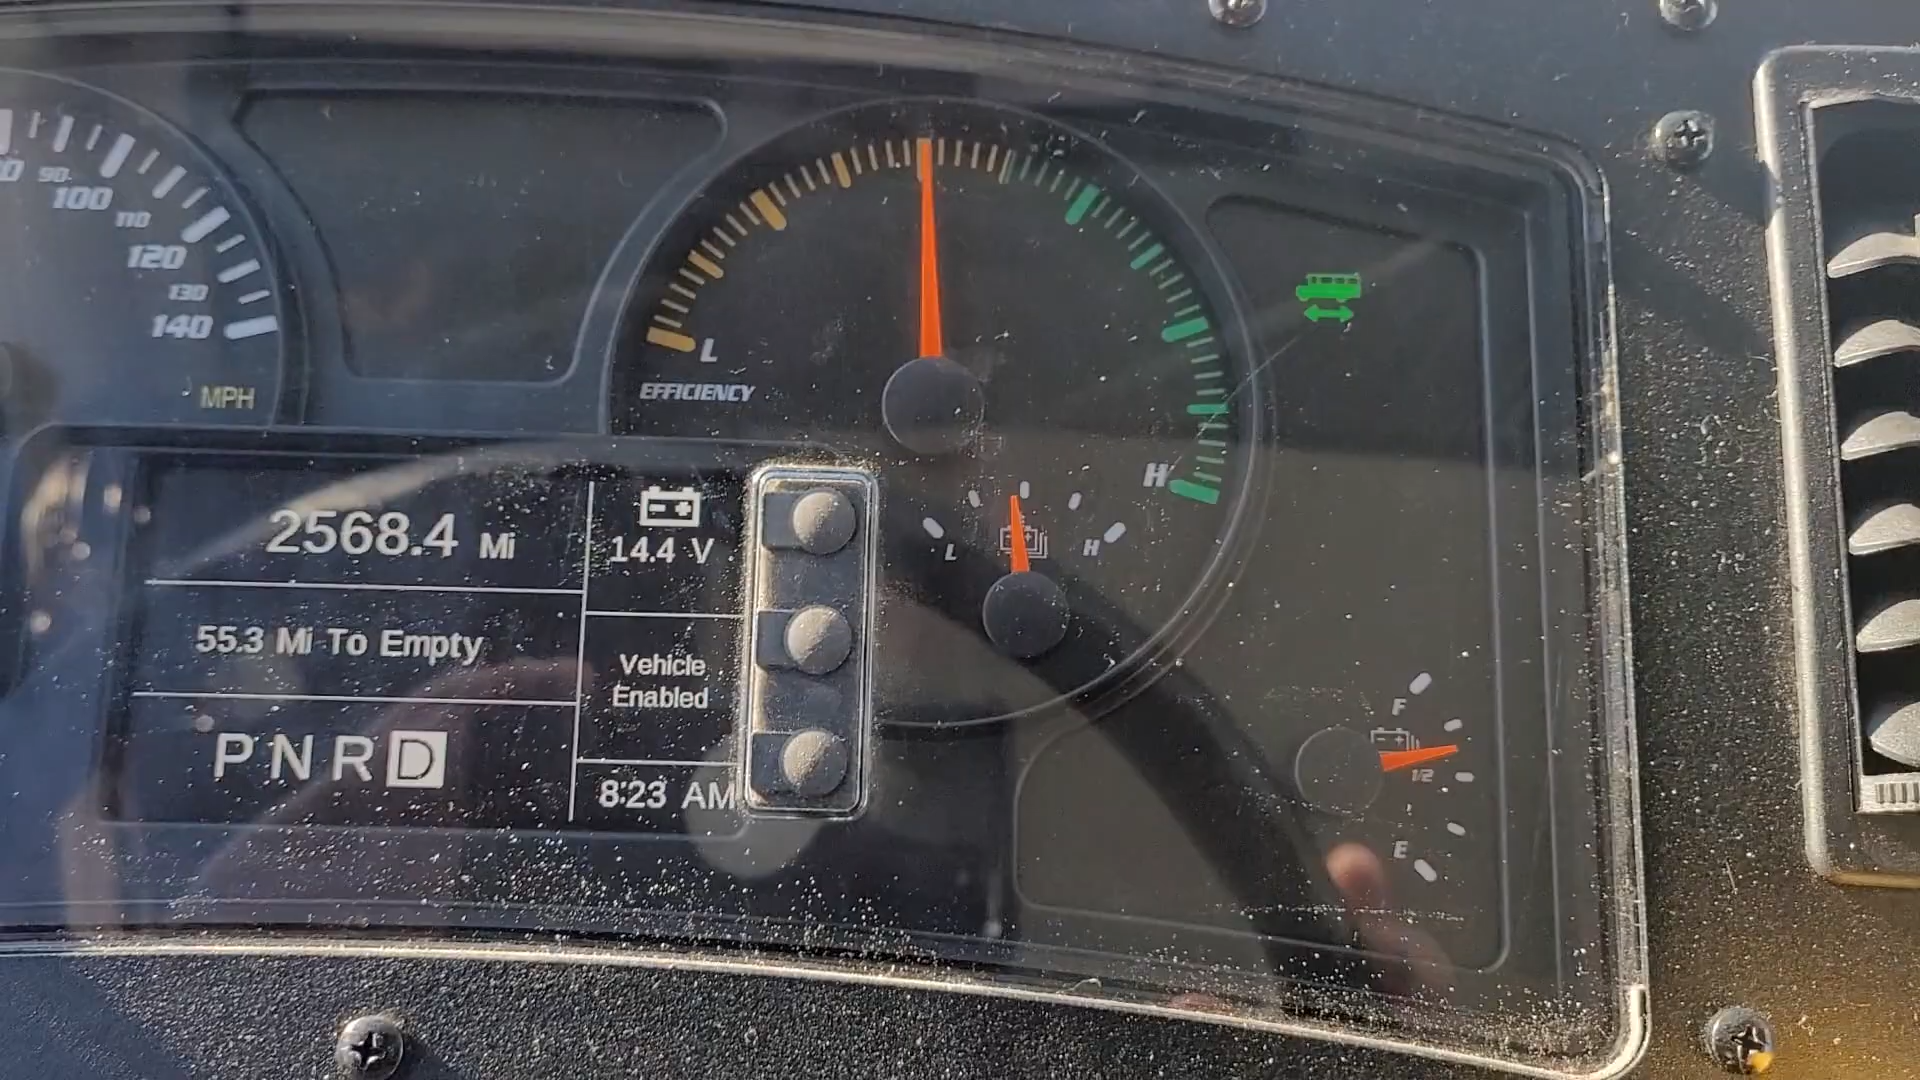 90
100
110
120
130
140
MPH
L
EFFICIENCY
H
L
H
2568.4 Mi
14.4 V
55.3 Mi To Empty
Vehicle
Enabled
P N R D
8:23 AM
F
1/2
E